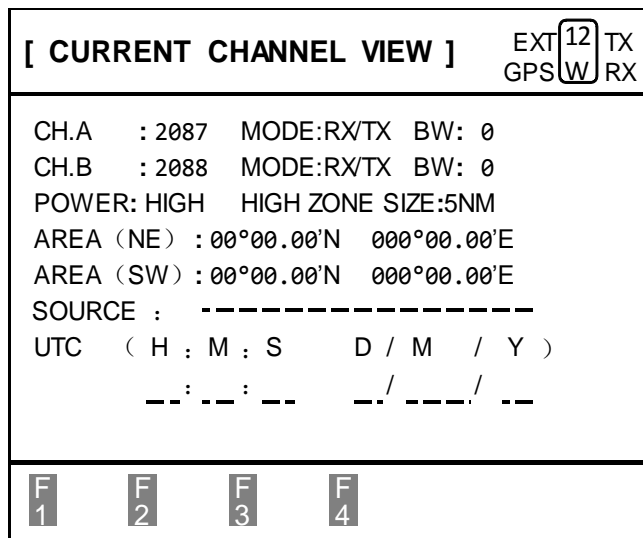 [ CURRENT CHANNEL VIEW ] EXT 12 TX
GPS W RX
CH.A : 2087 MODE:RX/TX BW: 0
CH.B : 2088 MODE:RX/TX BW: 0
POWER: HIGH HIGH ZONE SIZE:5NM
AREA（NE）: 00°00.00’N 000°00.00’E
AREA（SW）: 00°00.00’N 000°00.00’E
SOURCE ： ---------------
UTC （ H ： M ： S D / M / Y ）
__ ： __ ： __ __ / ___ / __
F1 F2 F3 F4